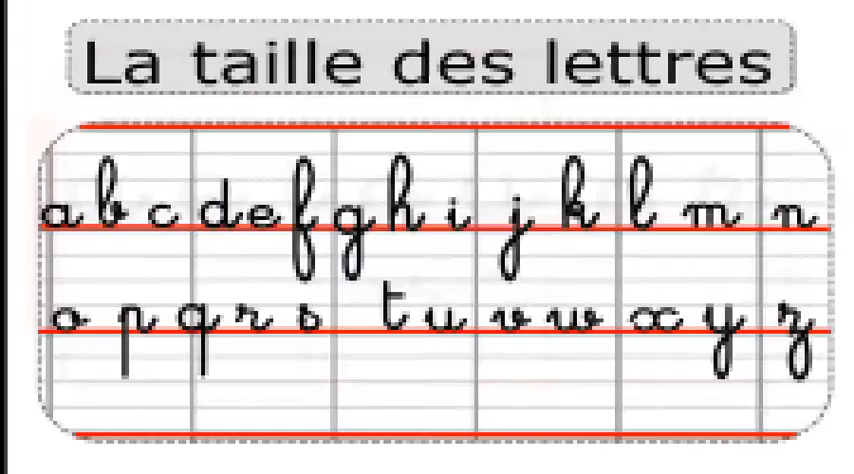 La taille des lettres
a b c d e f g h i j k l m n
o p q r s t u v w x y z